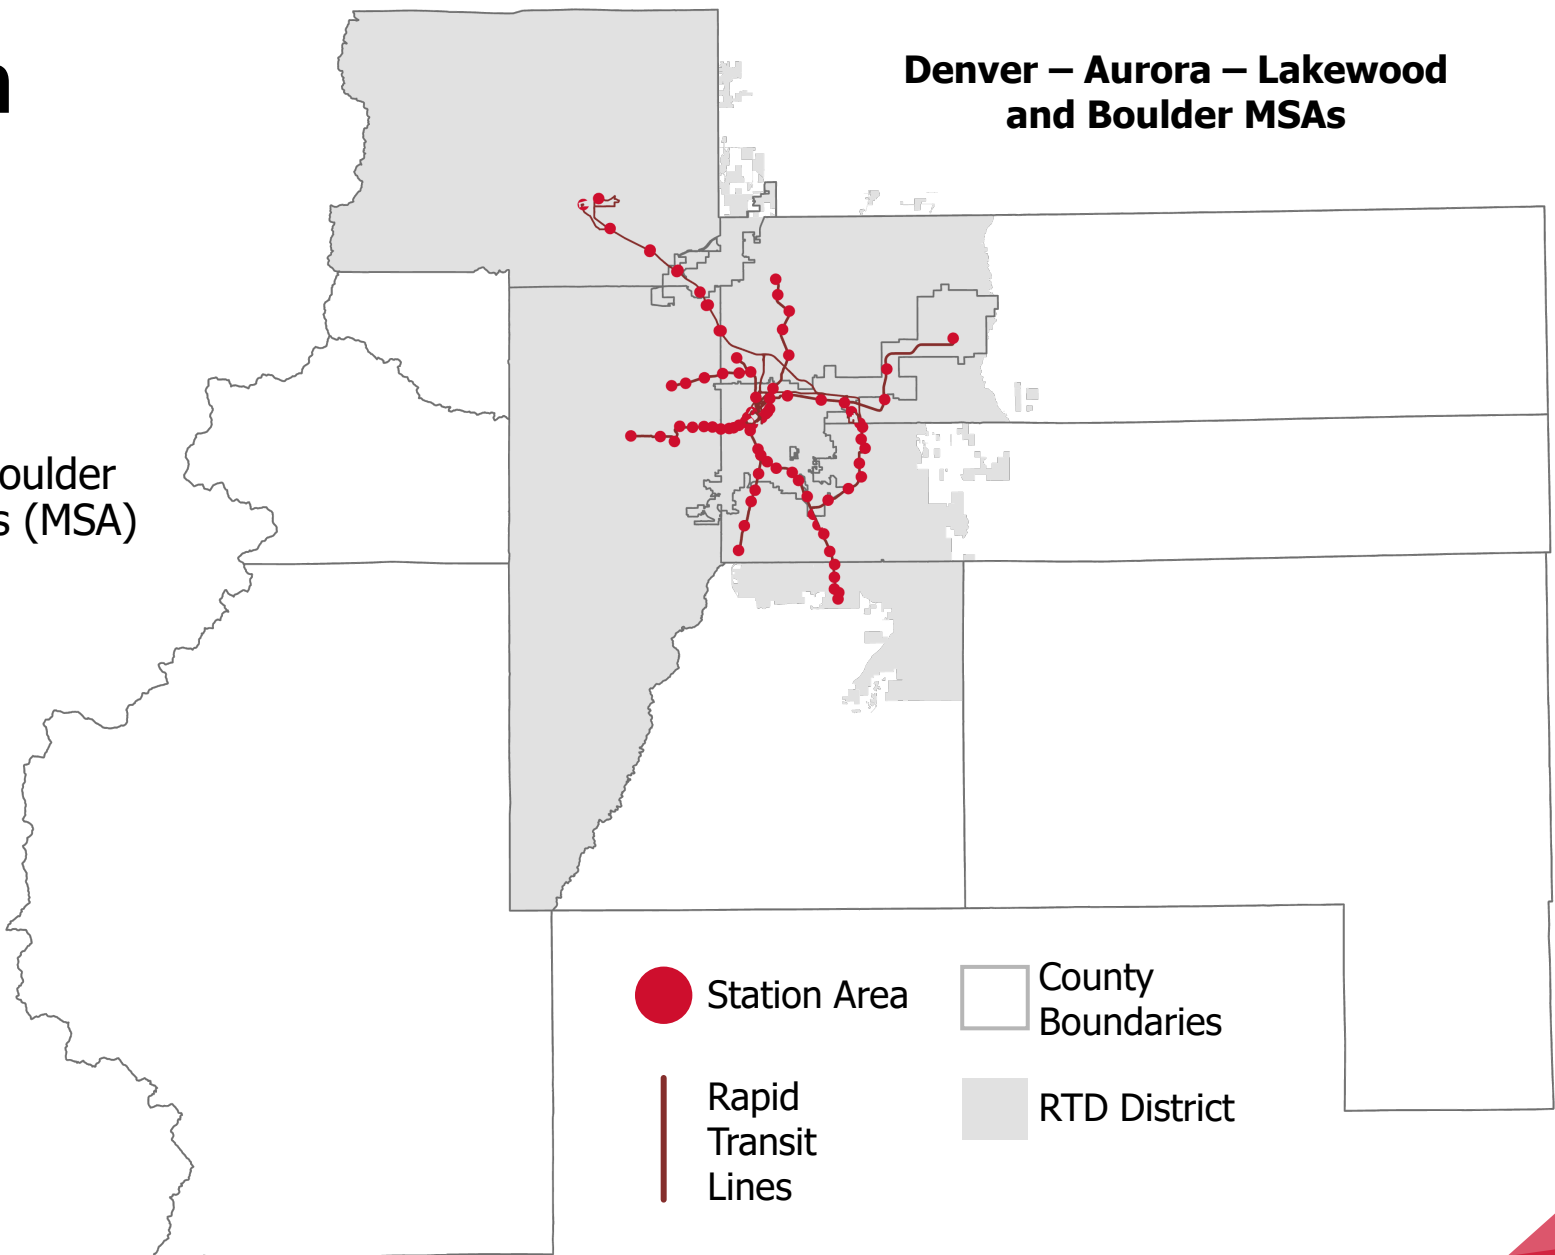 Denver – Aurora – Lakewood
and Boulder MSAs
oulder
s (MSA)
Station Area
County
Boundaries
Rapid
Transit
Lines
RTD District